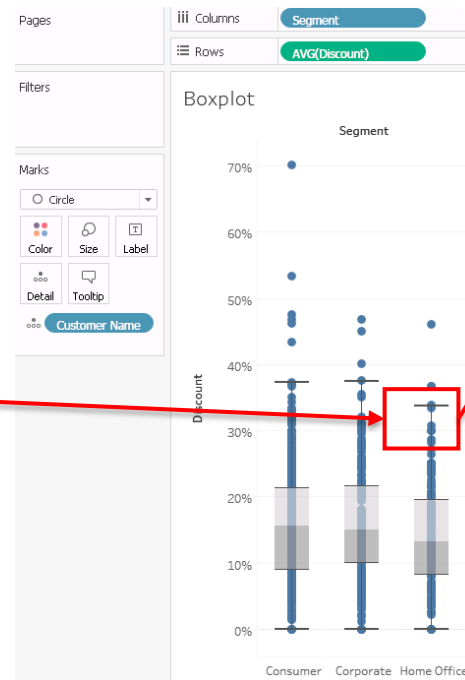 Pages
iii Columns
Segment
Rows
AVG(Discount)
Filters
Marks
Circle
Color
Size
Label
Detail
Tooltip
Customer Name
Boxplot
Segment
Discount
70%
60%
50%
40%
30%
20%
10%
0%
Consumer
Corporate
Home Office